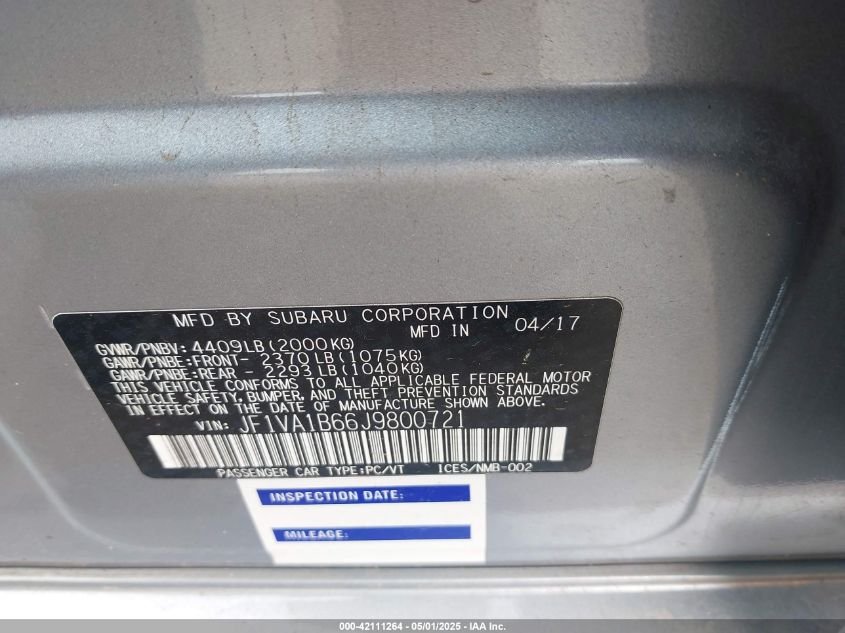 MFD BY SUBARU CORPORATION
MFD IN 04/17
GVWR/PNBV: 4409LB(2000KG)
GAWR/PNBE:FRONT- 2370LB(1075KG)
GAWR/PNBE:REAR - 2293LB(1040KG)
THIS VEHICLE CONFORMS TO ALL APPLICABLE FEDERAL MOTOR
VEHICLE SAFETY, BUMPER, AND THEFT PREVENTION STANDARDS
IN EFFECT ON THE DATE OF MANUFACTURE SHOWN ABOVE.
VIN: JF1VA1B66J9800721
PASSENGER CAR TYPE:PC/VT ICES/NMB-002
INSPECTION DATE:
MILEAGE:
000-42111264 - 05/01/2025 - IAA Inc.